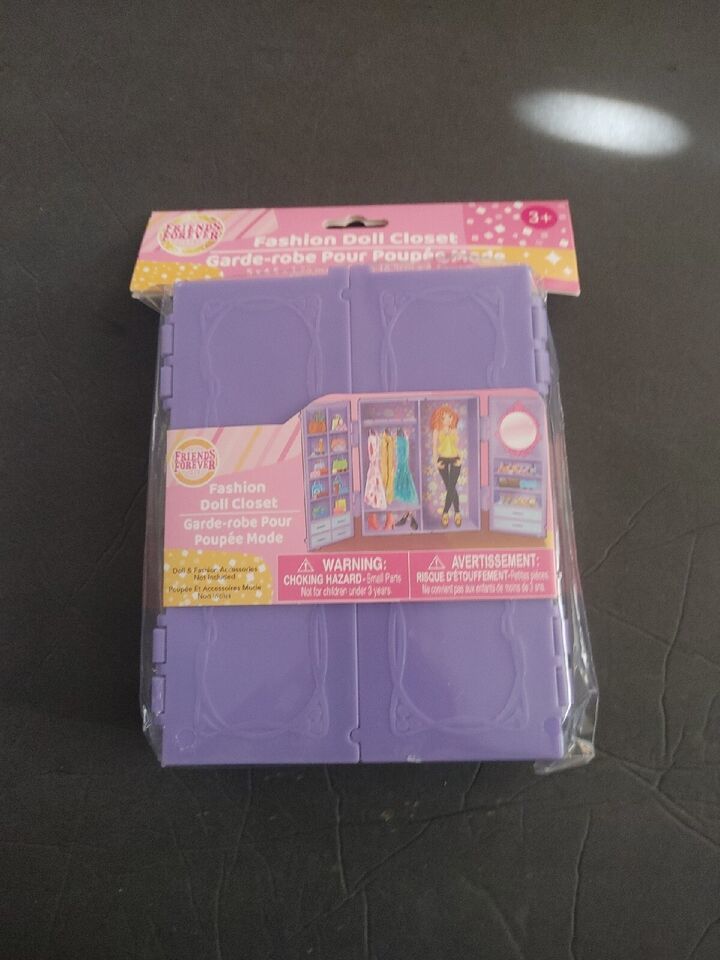 FRIENDS
FOREVER
Fashion Doll Closet
Garde-robe Pour Poupée Mode
3+
FRIENDS
FOREVER
Fashion
Doll Closet
Garde-robe Pour
Poupée Mode
Doll & Fashion Accessories
Not Included
Poupée Et Accessoires Mode
Non Inclus
WARNING:
CHOKING HAZARD - Small Parts
Not for children under 3 years.
AVERTISSEMENT:
RISQUE D'ÉTOUFFEMENT - Petites pièces
Ne convient pas aux enfants de moins de 3 ans.